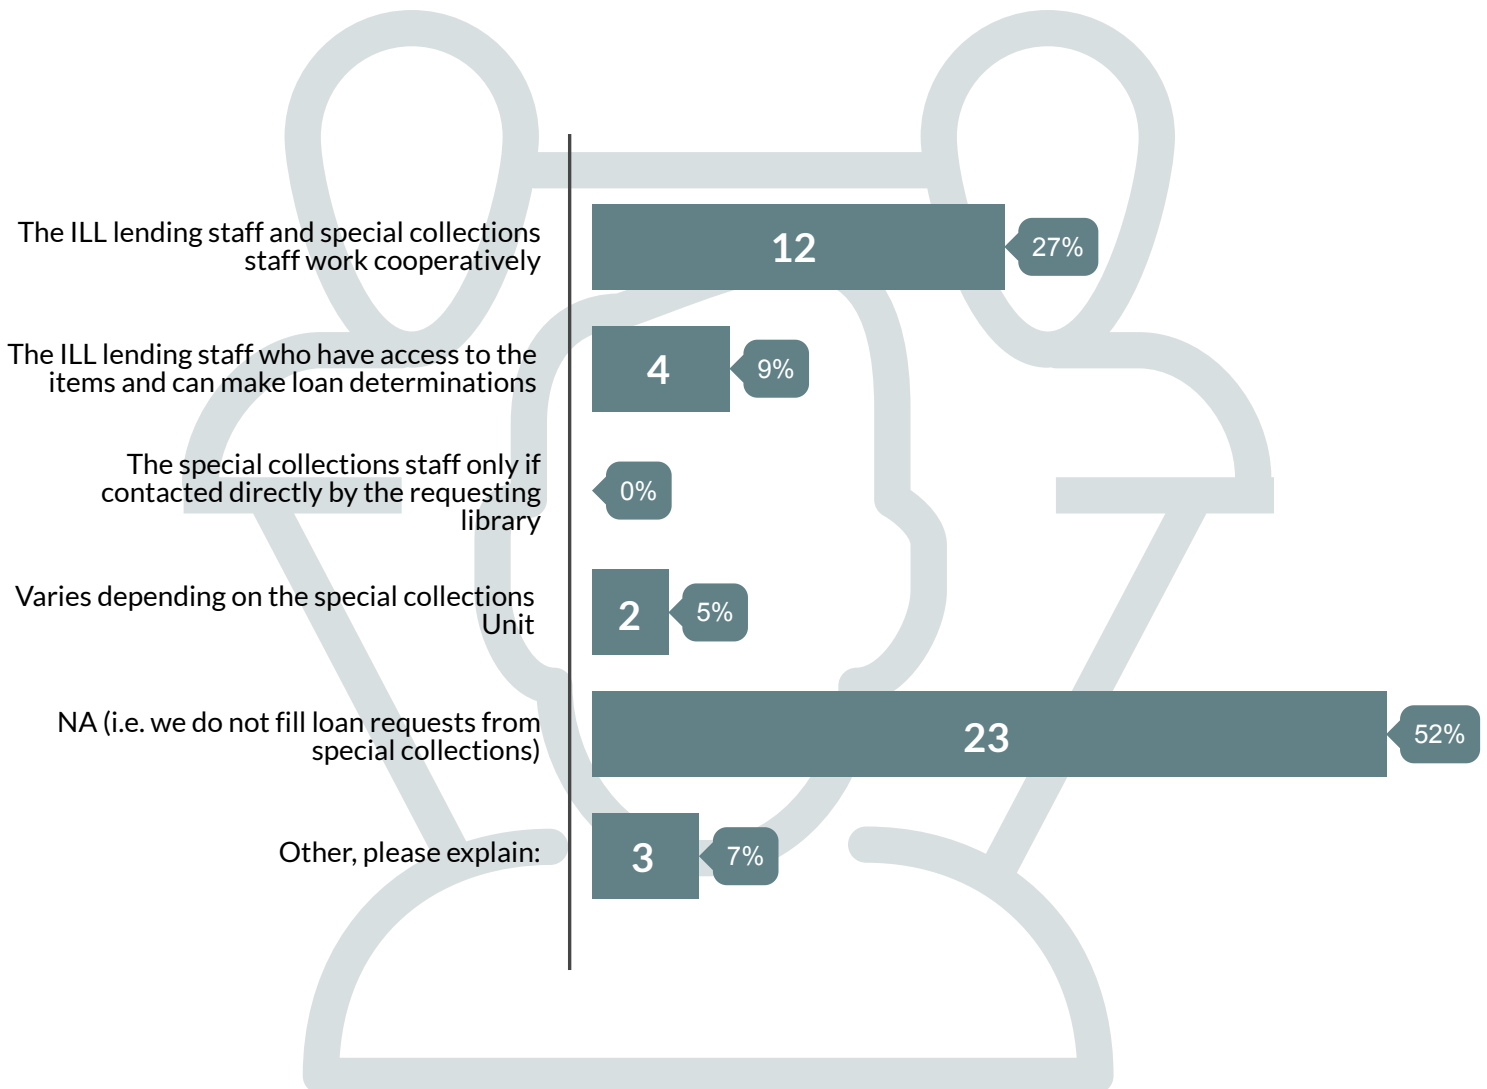 The ILL lending staff and special collections
staff work cooperatively
12
27%
The ILL lending staff who have access to the
items and can make loan determinations
4
9%
The special collections staff only if
contacted directly by the requesting
library
0%
Varies depending on the special collections
Unit
2
5%
NA (i.e. we do not fill loan requests from
special collections)
23
52%
Other, please explain:
3
7%